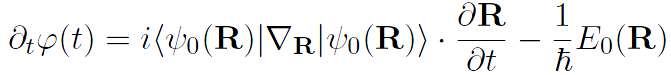 ∂ₜφ(t) = i⟨ψ₀(𝐑)|∇_𝐑|ψ₀(𝐑)⟩ · ∂𝐑/∂t − 1/ℏ E₀(𝐑)